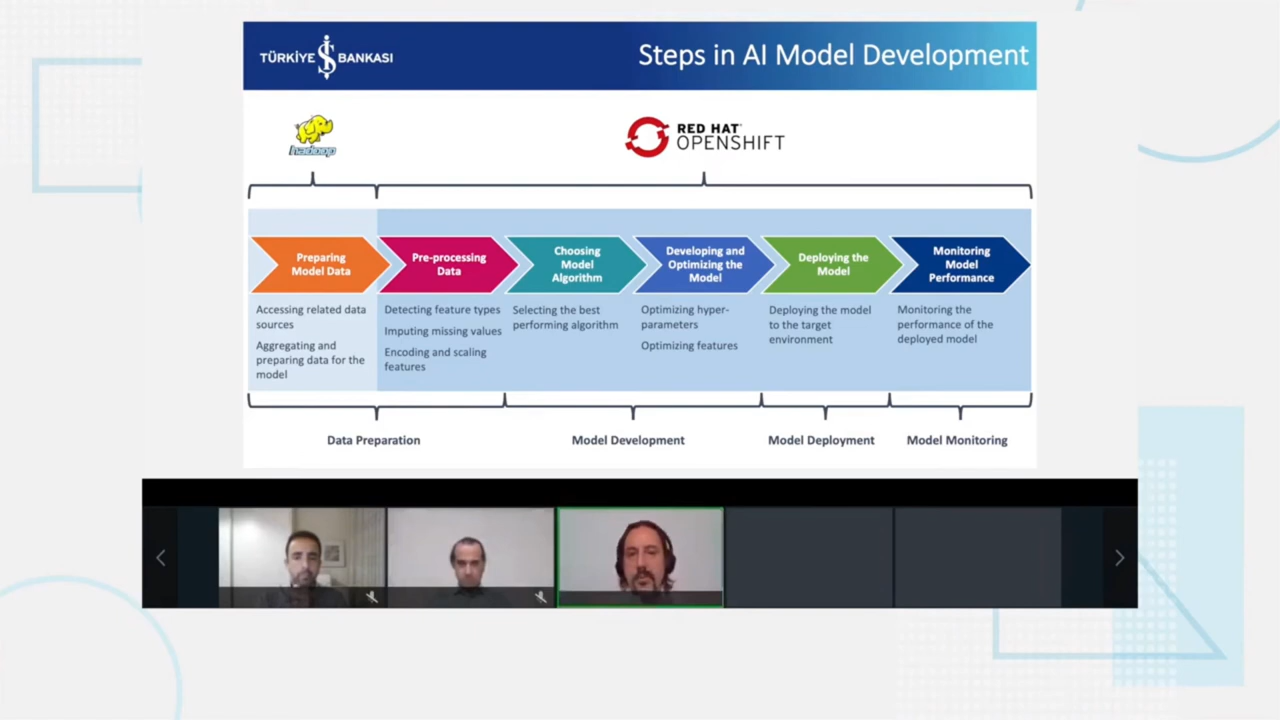 TÜRKİYE İŞ BANKASI
Steps in AI Model Development
hadoop
RED HAT
OPENSHIFT
Preparing
Model Data
Pre-processing
Data
Choosing
Model
Algorithm
Developing and
Optimizing the
Model
Deploying the
Model
Monitoring
Model
Performance
Accessing related data
sources
Aggregating and
preparing data for the
model
Detecting feature types
Imputing missing values
Encoding and scaling
features
Selecting the best
performing algorithm
Optimizing hyper-
parameters
Optimizing features
Deploying the model
to the target
environment
Monitoring the
performance of the
deployed model
Data Preparation
Model Development
Model Deployment
Model Monitoring